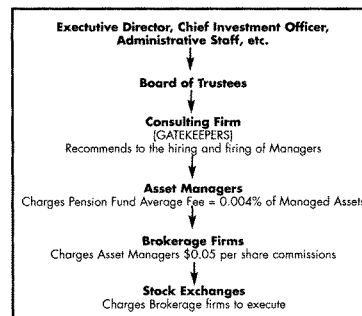 Exectutive Director, Chief Investment Officer,
Administrative Staff, etc.
Board of Trustees
Consulting Firm
(GATEKEEPERS)
Recommends to the hiring and firing of Managers
Asset Managers
Charges Pension Fund Average Fee = 0.004% of Managed Assets
Brokerage Firms
Charges Asset Managers $0.05 per share commissions
Stock Exchanges
Charges Brokerage firms to execute